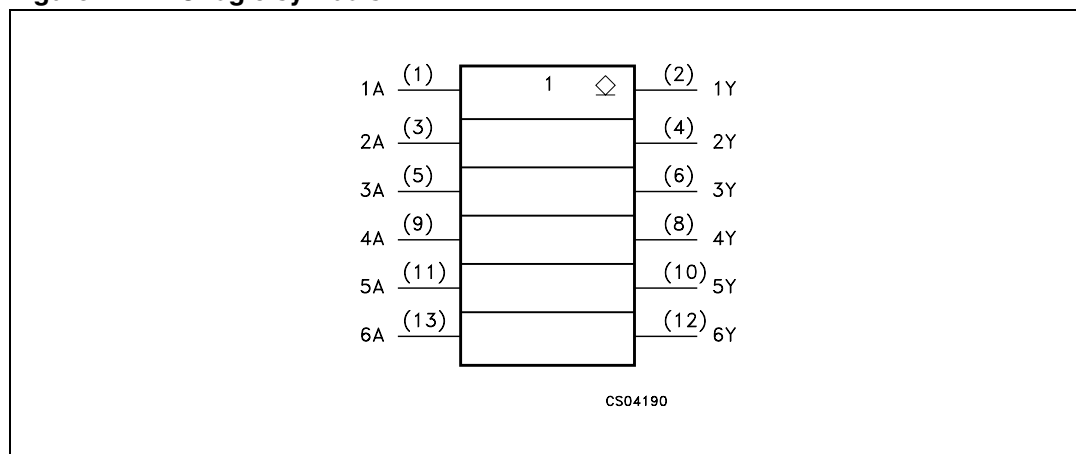 1A (1) 1 (2) 1Y
2A (3) (4) 2Y
3A (5) (6) 3Y
4A (9) (8) 4Y
5A (11) (10) 5Y
6A (13) (12) 6Y
CS04190